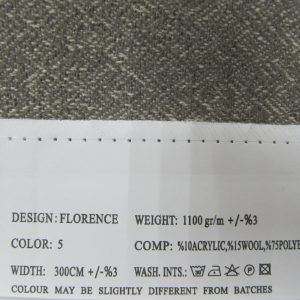 DESIGN: FLORENCE WEIGHT: 1100 gr/m +/-%3
COLOR: 5 COMP: %10ACRYLIC,%15WOOL,%75POLYE
WIDTH: 300CM +/-%3 WASH. INTS.:
COLOUR MAY BE SLIGHTLY DIFFERENT FROM BATCHES